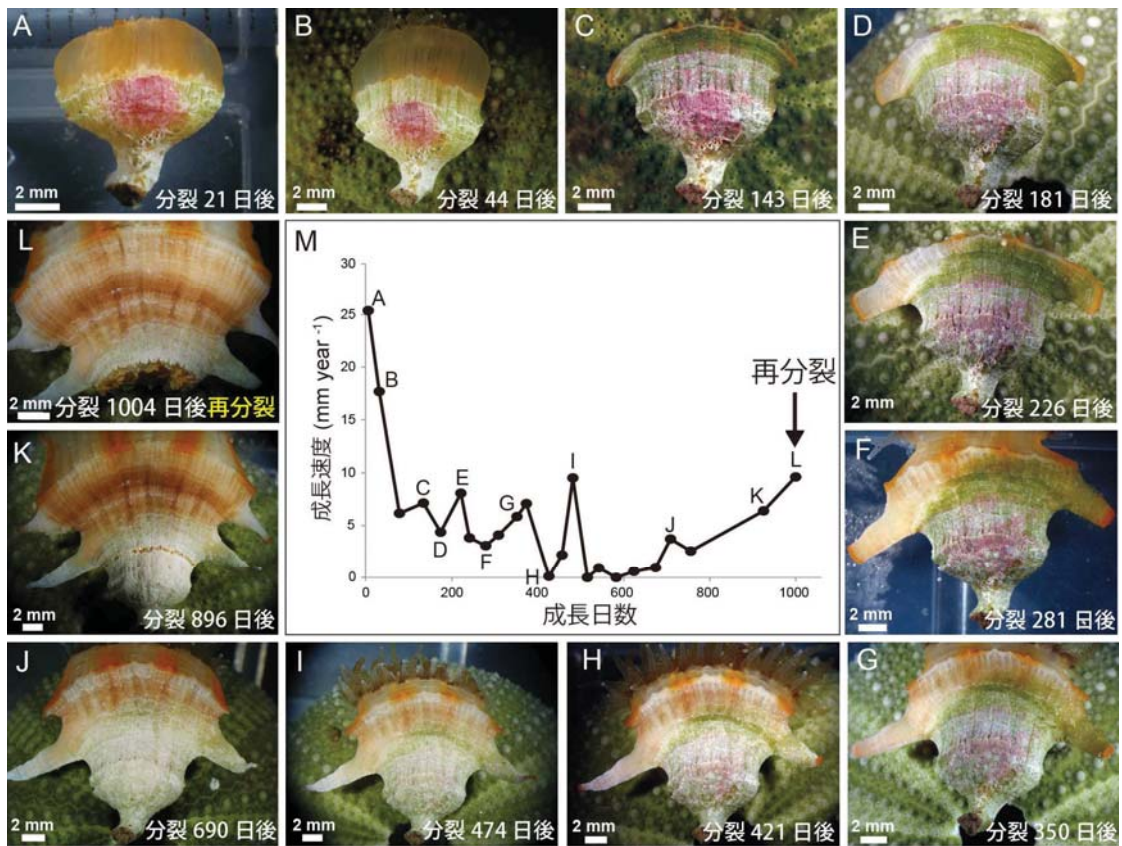 A
2 mm
分裂 21 日後
B
2 mm
分裂 44 日後
C
2 mm
分裂 143 日後
D
2 mm
分裂 181 日後
L
2 mm
分裂 1004 日後再分裂
M
成長速度 (mm year -1)
30
25
20
15
10
5
0
0
200
400
600
800
1000
成長日数
A
B
C
D
E
F
G
H
I
J
K
L
再分裂
E
2 mm
分裂 226 日後
K
2 mm
分裂 896 日後
F
2 mm
分裂 281 日後
J
2 mm
分裂 690 日後
I
2 mm
分裂 474 日後
H
2 mm
分裂 421 日後
G
2 mm
分裂 350 日後